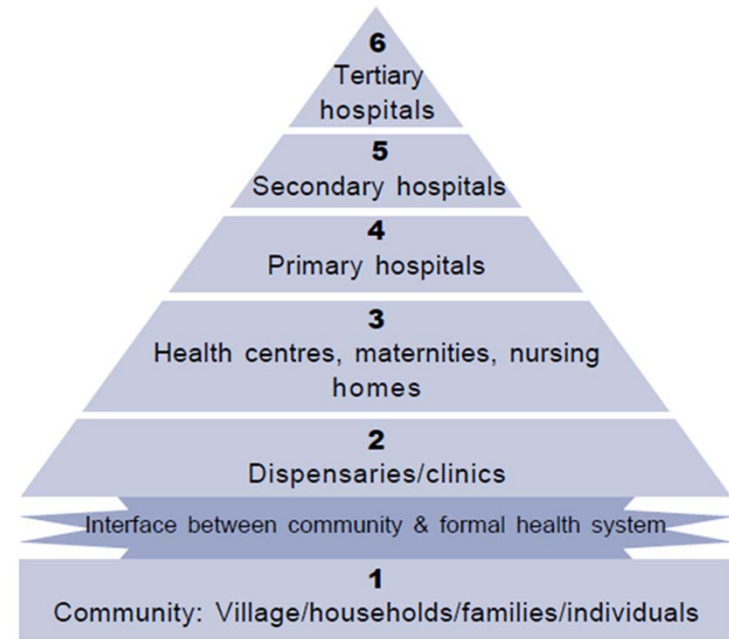 6
Tertiary
hospitals
5
Secondary hospitals
4
Primary hospitals
3
Health centres, maternities, nursing
homes
2
Dispensaries/clinics
Interface between community & formal health system
1
Community: Village/households/families/individuals